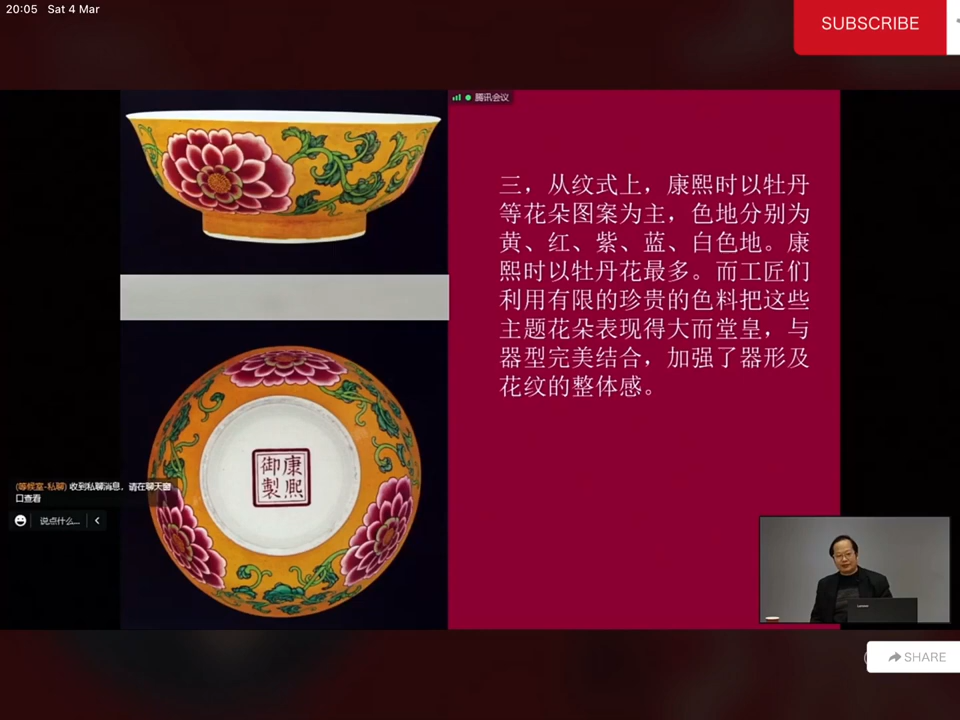 20:05 Sat 4 Mar
SUBSCRIBE
腾讯会议
三，从纹式上，康熙时以牡丹
等花朵图案为主，色地分别为
黄、红、紫、蓝、白色地。康
熙时以牡丹花最多。而工匠们
利用有限的珍贵的色料把这些
主题花朵表现得大而堂皇，与
器型完美结合，加强了器形及
花纹的整体感。
康熙
御製
(等候室-私聊) 收到私聊消息，请在聊天窗
口查看
说点什么...
Lenovo
SHARE